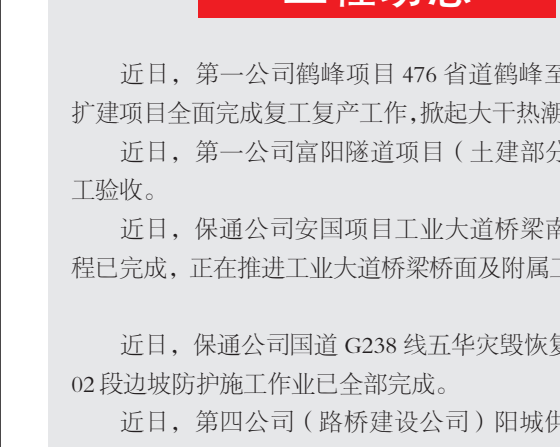 工程动态
近日，第一公司鹤峰项目 476 省道鹤峰至
扩建项目全面完成复工复产工作，掀起大干热潮
近日，第一公司富阳隧道项目（土建部分
工验收。
近日，保通公司安国项目工业大道桥梁南
程已完成，正在推进工业大道桥梁桥面及附属工
近日，保通公司国道 G238 线五华灾毁恢复
02 段边坡防护施工作业已全部完成。
近日，第四公司（路桥建设公司）阳城供